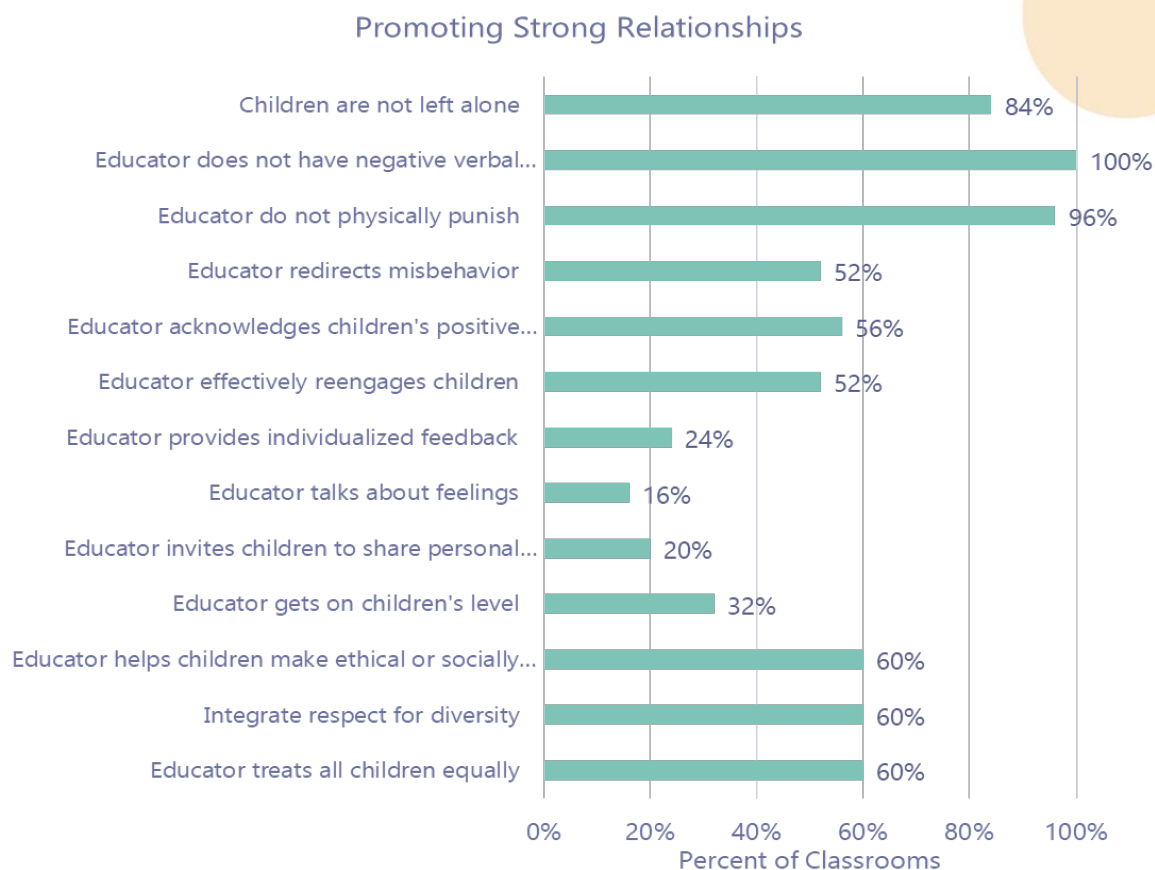 Promoting Strong Relationships
Children are not left alone 84%
Educator does not have negative verbal... 100%
Educator do not physically punish 96%
Educator redirects misbehavior 52%
Educator acknowledges children's positive... 56%
Educator effectively reengages children 52%
Educator provides individualized feedback 24%
Educator talks about feelings 16%
Educator invites children to share personal... 20%
Educator gets on children's level 32%
Educator helps children make ethical or socially... 60%
Integrate respect for diversity 60%
Educator treats all children equally 60%
0% 20% 40% 60% 80% 100%
Percent of Classrooms